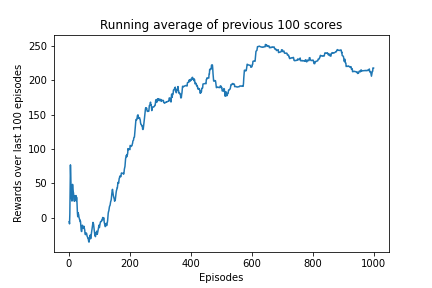 Running average of previous 100 scores
Rewards over last 100 episodes
250
200
150
100
50
0
0 200 400 600 800 1000
Episodes